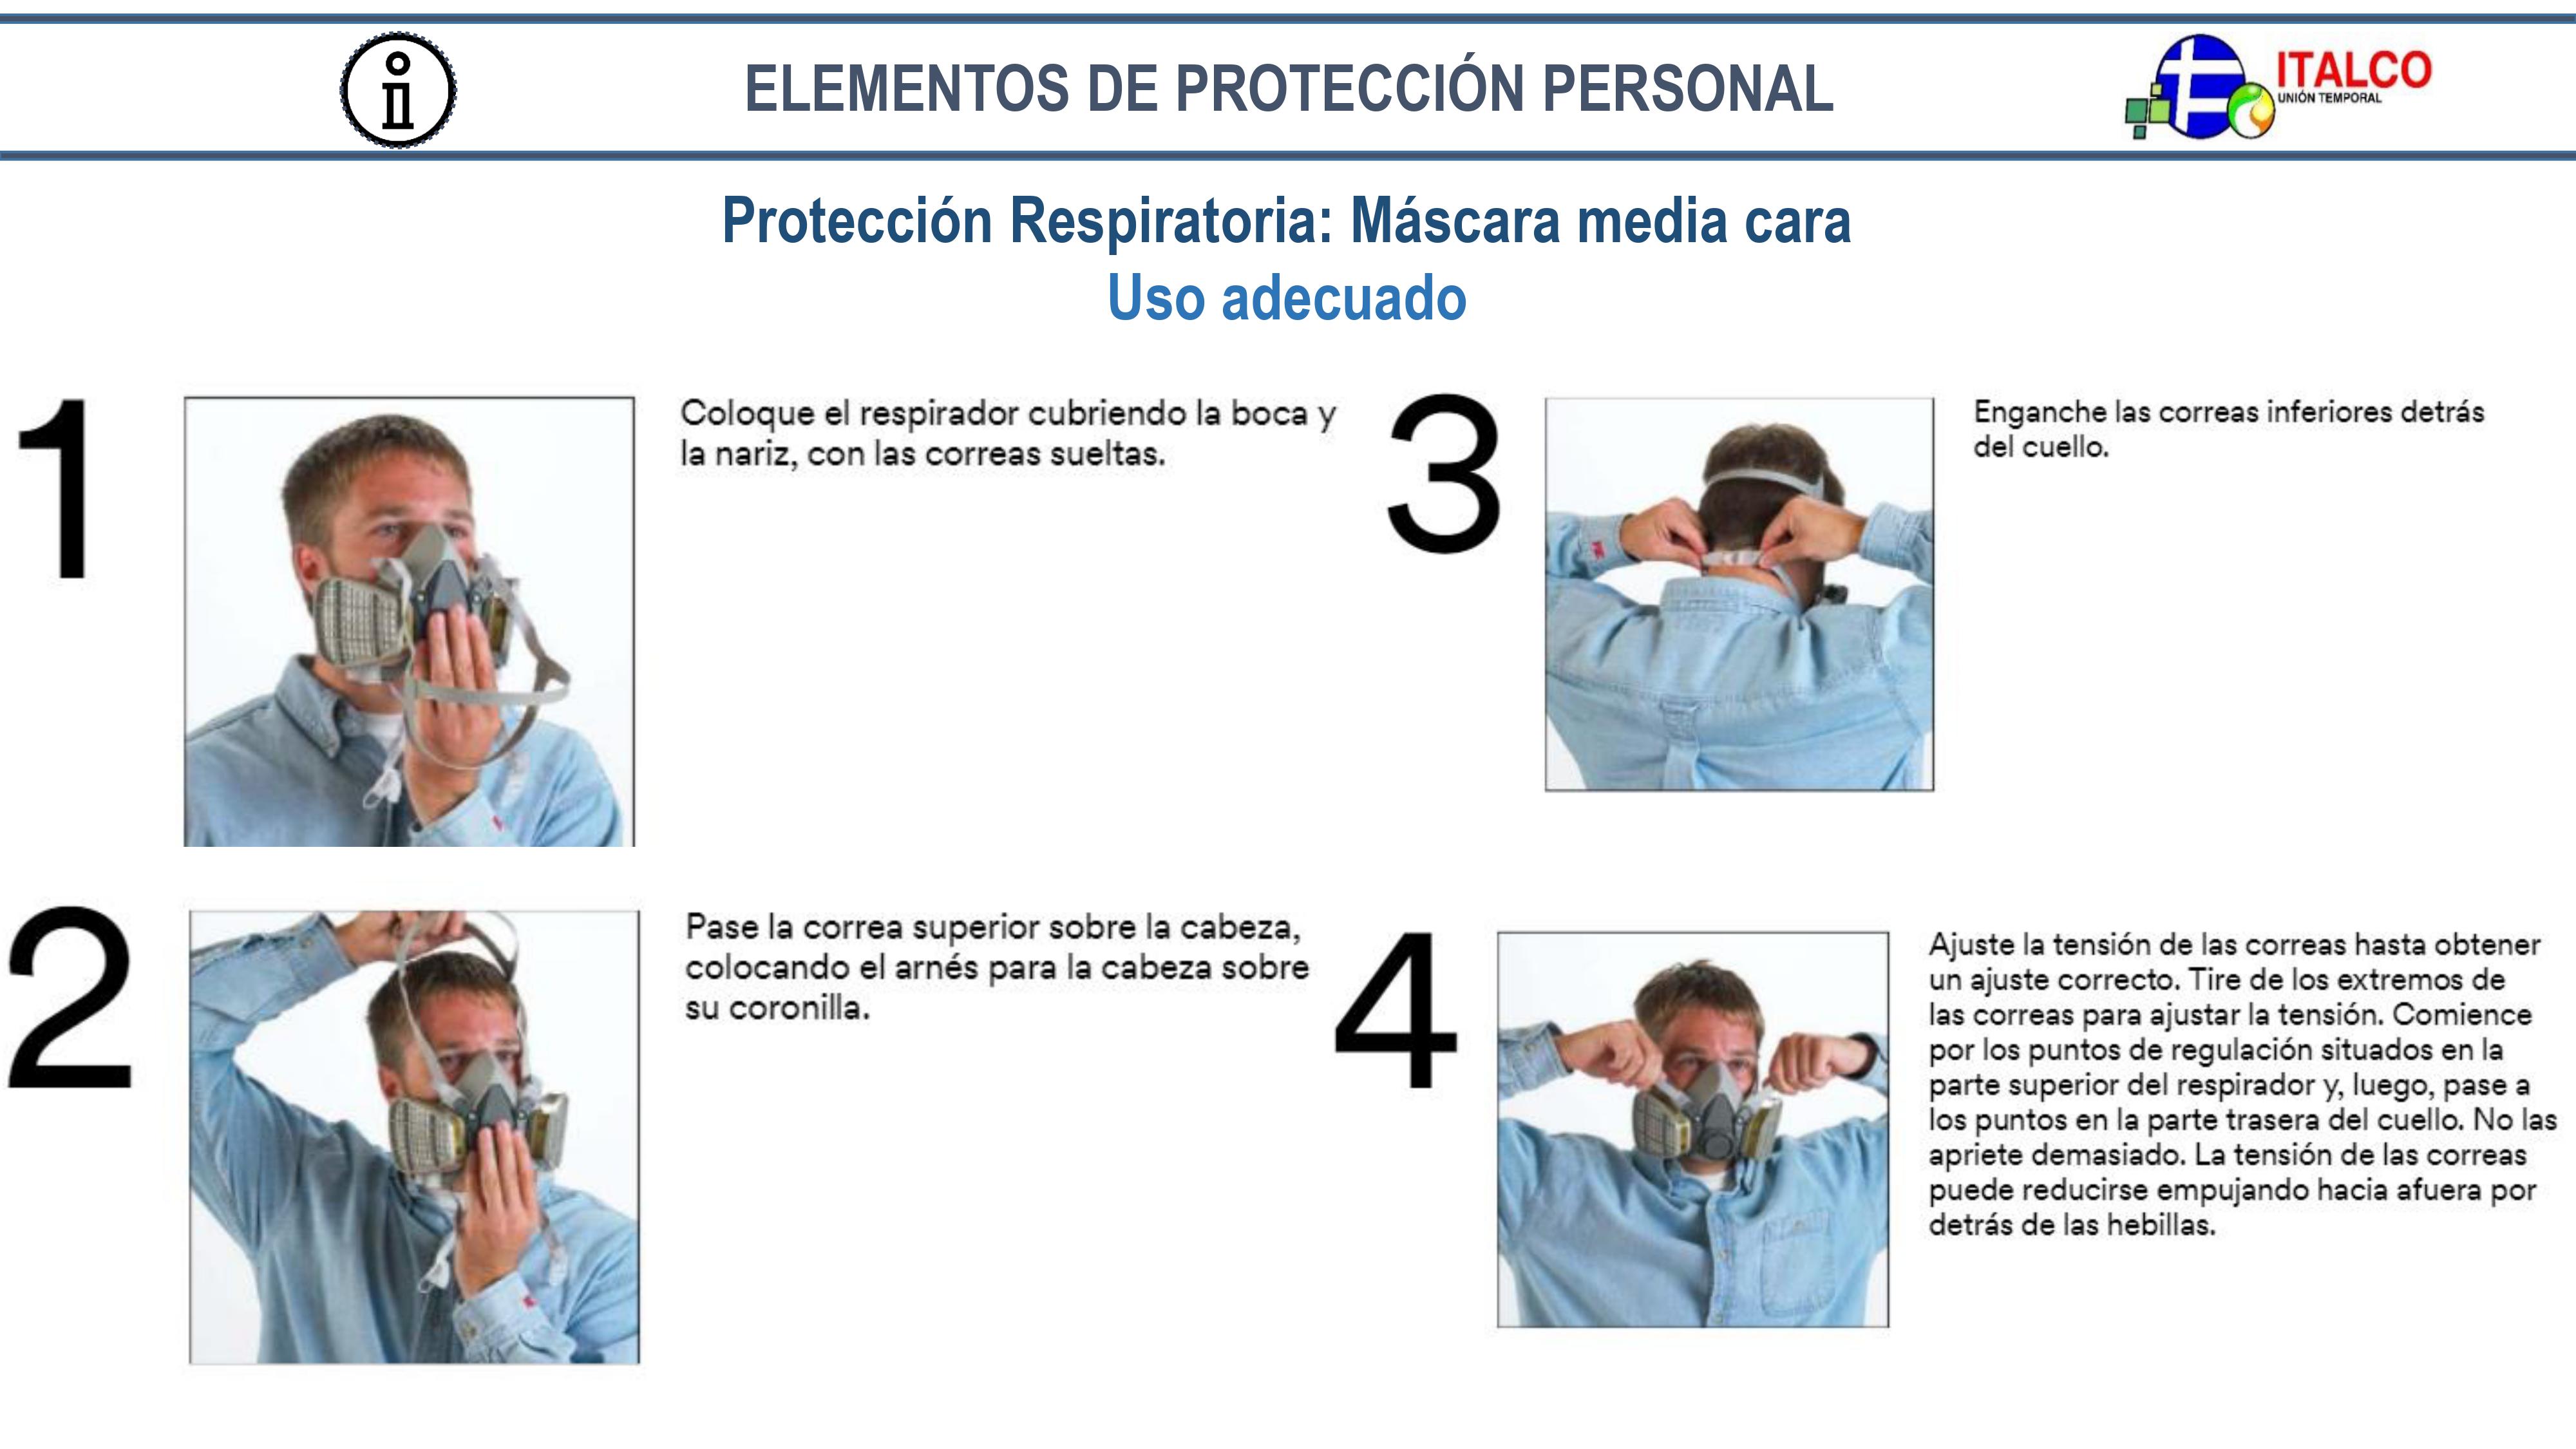 ELEMENTOS DE PROTECCIÓN PERSONAL
ITALCO
UNIÓN TEMPORAL
Protección Respiratoria: Máscara media cara
Uso adecuado
1
Coloque el respirador cubriendo la boca y
la nariz, con las correas sueltas.
2
Pase la correa superior sobre la cabeza,
colocando el arnés para la cabeza sobre
su coronilla.
3
Enganche las correas inferiores detrás
del cuello.
4
Ajuste la tensión de las correas hasta obtener
un ajuste correcto. Tire de los extremos de
las correas para ajustar la tensión. Comience
por los puntos de regulación situados en la
parte superior del respirador y, luego, pase a
los puntos en la parte trasera del cuello. No las
apriete demasiado. La tensión de las correas
puede reducirse empujando hacia afuera por
detrás de las hebillas.